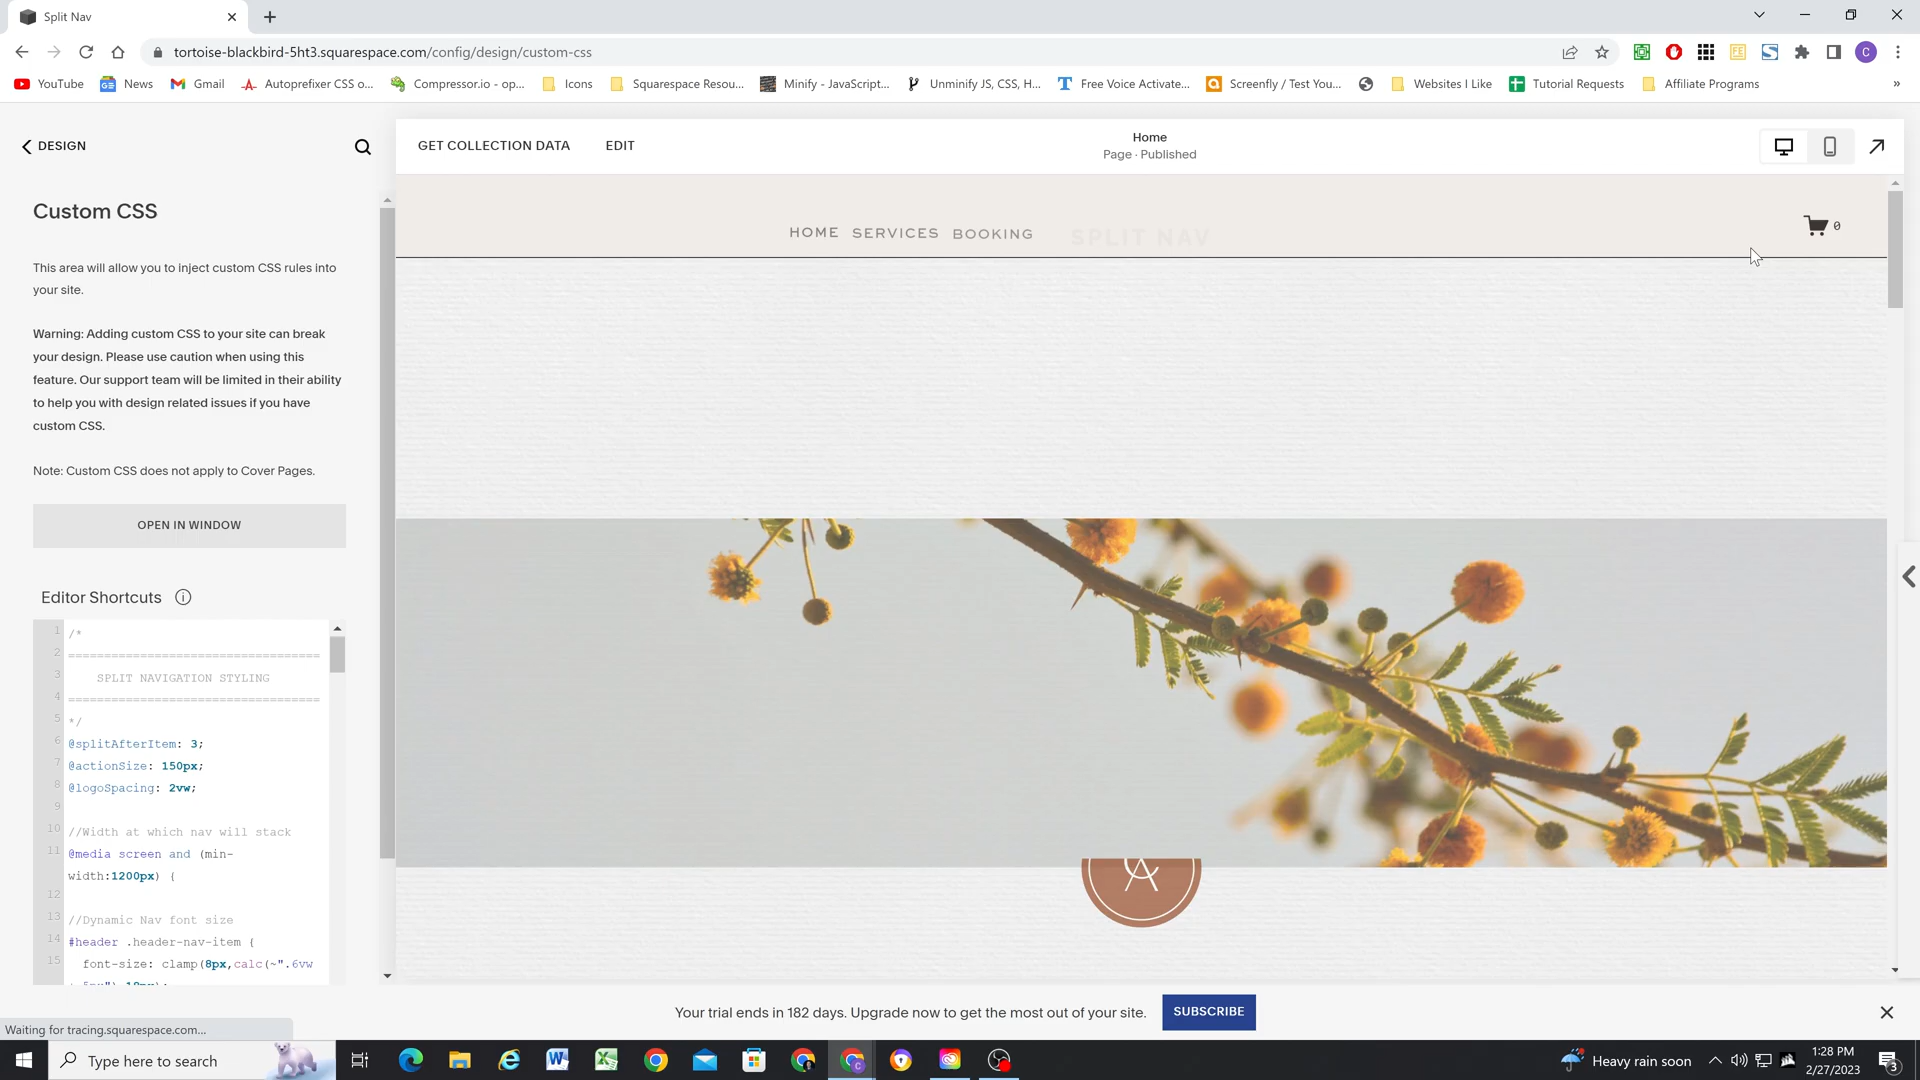 Split Nav
tortoise-blackbird-5ht3.squarespace.com/config/design/custom-css
YouTube
News
Gmail
Autoprefixer CSS o...
Compressor.io - op...
Icons
Squarespace Resou...
Minify - JavaScript...
Unminify JS, CSS, H...
Free Voice Activate...
Screenfly / Test You...
Websites I Like
Tutorial Requests
Affiliate Programs
»
DESIGN
GET COLLECTION DATA
EDIT
Home
Page · Published
Custom CSS
HOME SERVICES BOOKING SPLIT NAV
0
This area will allow you to inject custom CSS rules into
your site.
Warning: Adding custom CSS to your site can break
your design. Please use caution when using this
feature. Our support team will be limited in their ability
to help you with design related issues if you have
custom CSS.
Note: Custom CSS does not apply to Cover Pages.
OPEN IN WINDOW
Editor Shortcuts
1 /*
2 ===================================
3 SPLIT NAVIGATION STYLING
4 ===================================
5 */
6 @splitAfterItem: 3;
7 @actionSize: 150px;
8 @logoSpacing: 2vw;
9
10 //Width at which nav will stack
11 @media screen and (min-
width:1200px) {
12
13 //Dynamic Nav font size
14 #header .header-nav-item {
15 font-size: clamp(8px,calc(~".6vw
Your trial ends in 182 days. Upgrade now to get the most out of your site.
SUBSCRIBE
Waiting for tracing.squarespace.com...
Type here to search
Heavy rain soon
1:28 PM
2/27/2023
3